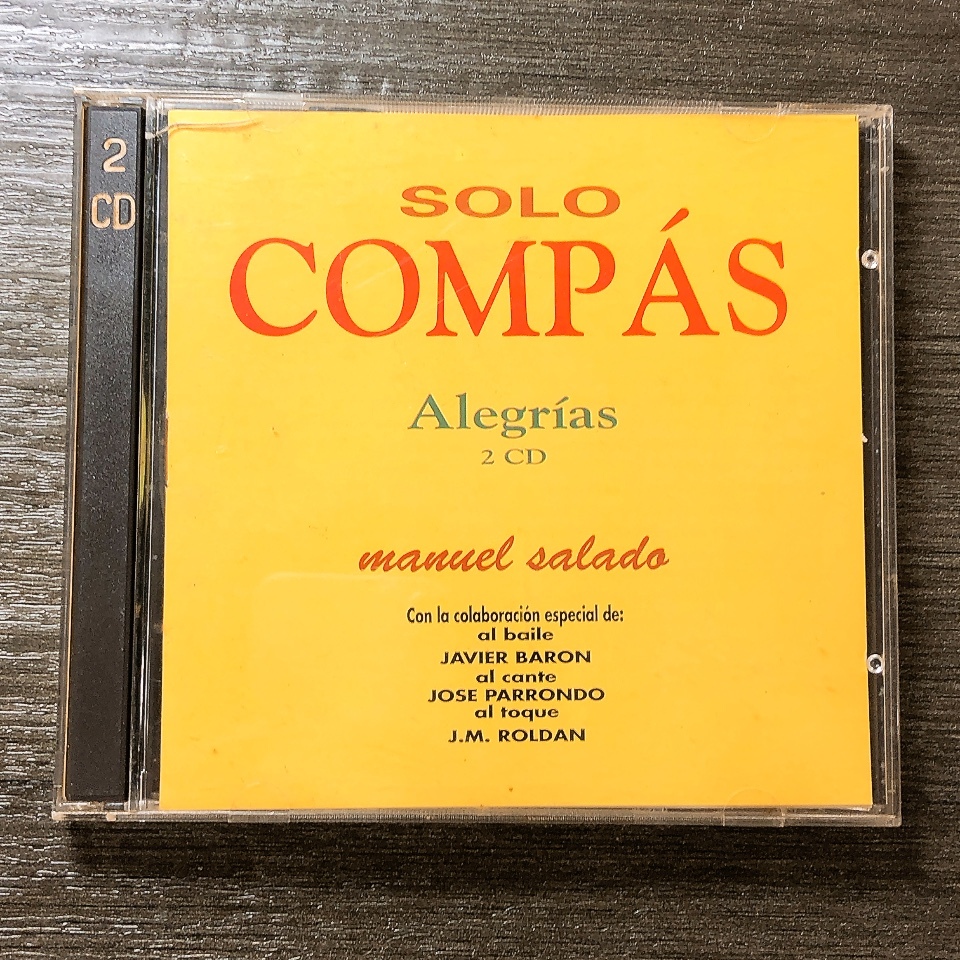 2
CD
SOLO
COMPÁS
Alegrías
2 CD
manuel salado
Con la colaboración especial de:
al baile
JAVIER BARON
al cante
JOSE PARRONDO
al toque
J.M. ROLDAN